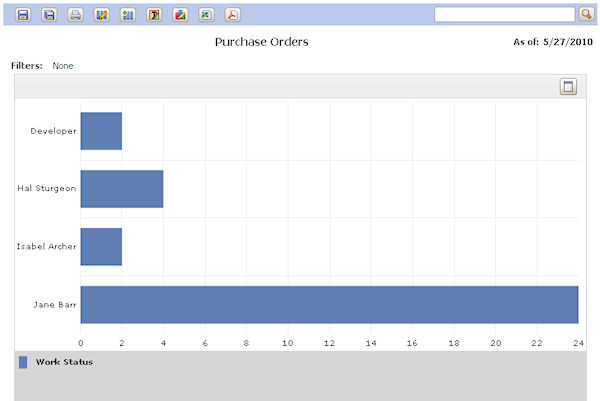 Purchase Orders
As of: 5/27/2010
Filters: None
Developer
Hal Sturgeon
Isabel Archer
Jane Barr
0 2 4 6 8 10 12 14 16 18 20 22 24
Work Status